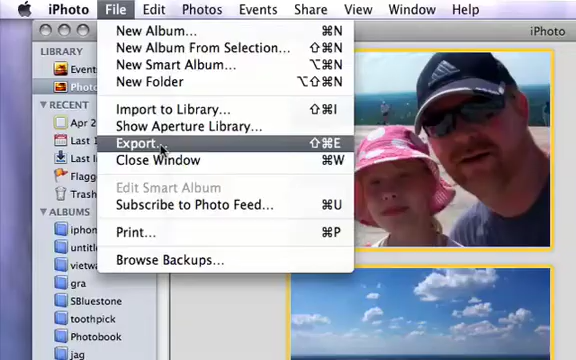 iPhoto File Edit Photos Events Share View Window Help
iPhoto
LIBRARY
Events
Photo
RECENT
Apr 2
Last 1
Last I
Flagg
Trash
ALBUMS
iphon
untitl
vietwa
gra
SBluestone
toothpick
Photobook
jag
New Album... ⌘N
New Album From Selection... ⇧⌘N
New Smart Album... ⌥⌘N
New Folder ⌥⇧⌘N
Import to Library... ⇧⌘I
Show Aperture Library...
Export... ⇧⌘E
Close Window ⌘W
Edit Smart Album
Subscribe to Photo Feed... ⌘U
Print... ⌘P
Browse Backups...